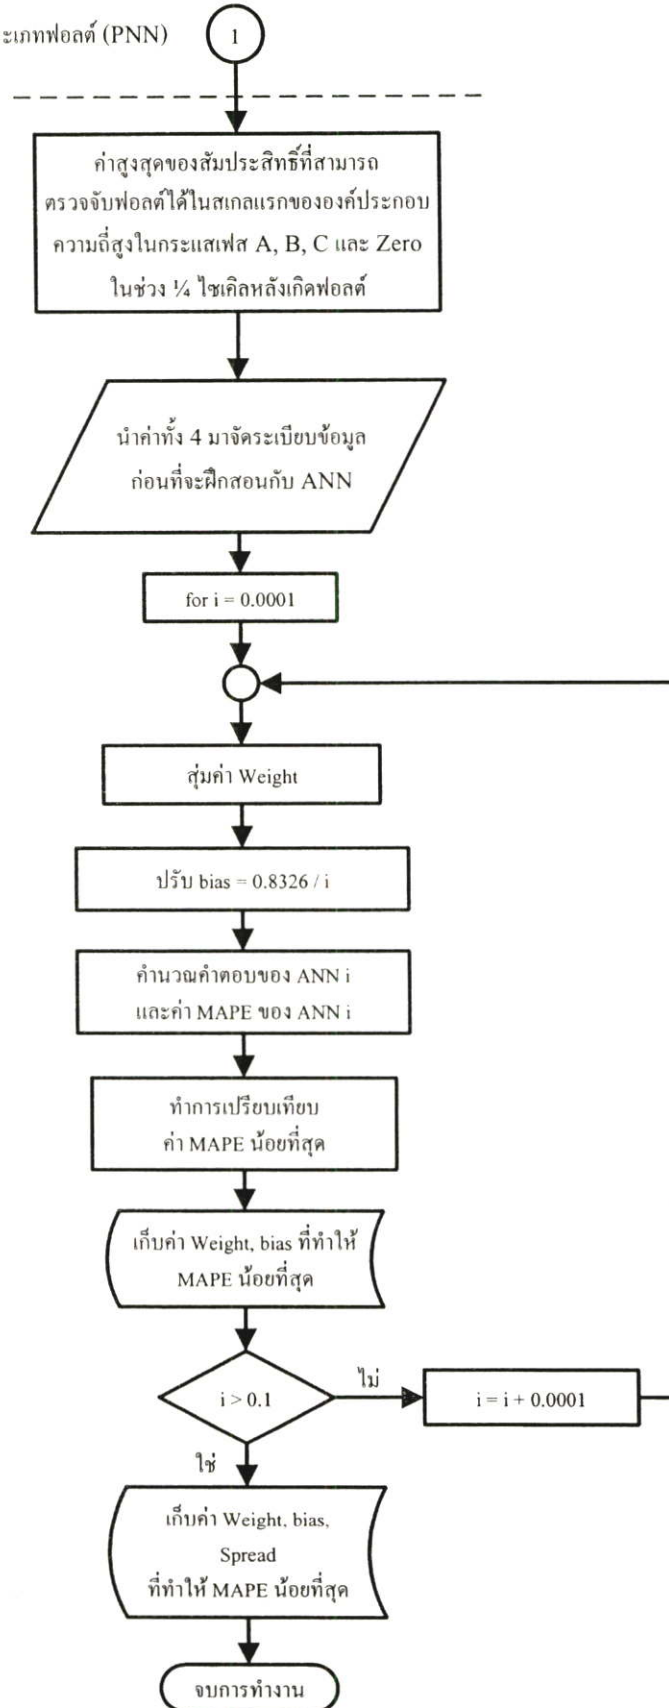 ะเภทฟอลต์ (PNN)
1
ค่าสูงสุดของสัมประสิทธิ์ที่สามารถ
ตรวจจับฟอลต์ได้ในสเกลแรกขององค์ประกอบ
ความถี่สูงในกระแสเฟส A, B, C และ Zero
ในช่วง ¼ ไซเคิลหลังเกิดฟอลต์
นำค่าทั้ง 4 มาจัดระเบียบข้อมูล
ก่อนที่จะฝึกสอนกับ ANN
for i = 0.0001
สุ่มค่า Weight
ปรับ bias = 0.8326 / i
คำนวณคำตอบของ ANN i
และค่า MAPE ของ ANN i
ทำการเปรียบเทียบ
ค่า MAPE น้อยที่สุด
เก็บค่า Weight, bias ที่ทำให้
MAPE น้อยที่สุด
i > 0.1
ไม่
i = i + 0.0001
ใช่
เก็บค่า Weight, bias,
Spread
ที่ทำให้ MAPE น้อยที่สุด
จบการทำงาน